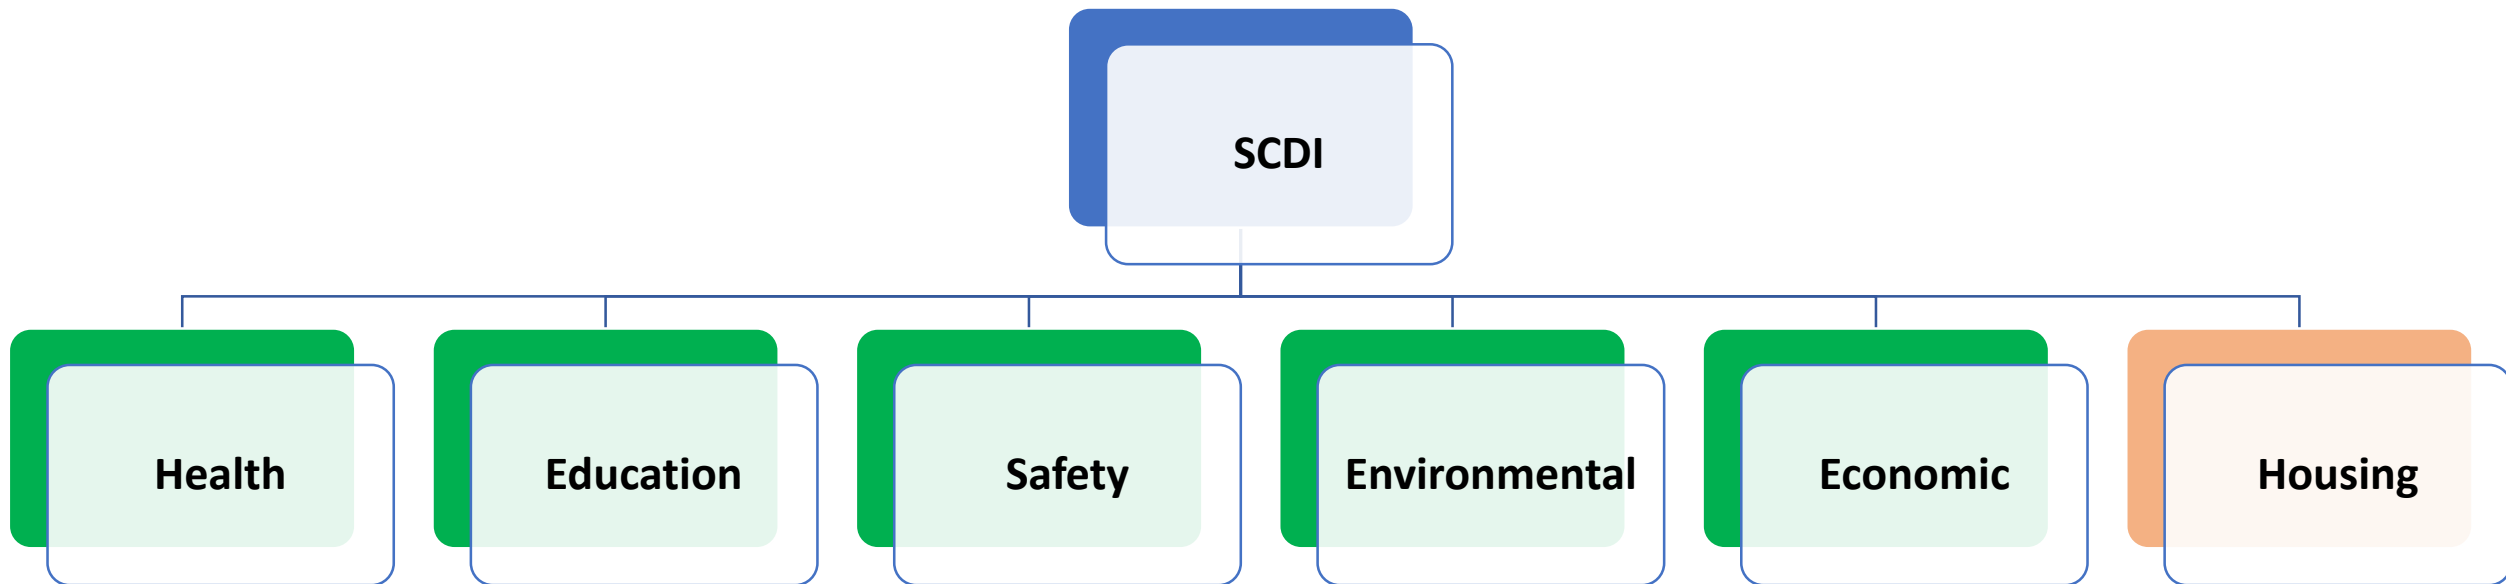 SCDI
Health
Education
Safety
Environmental
Economic
Housing